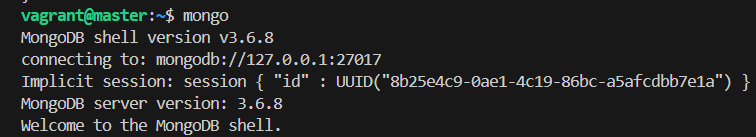 vagrant@master:~$ mongo
MongoDB shell version v3.6.8
connecting to: mongodb://127.0.0.1:27017
Implicit session: session { "id" : UUID("8b25e4c9-0ae1-4c19-86bc-a5afcdbb7e1a") }
MongoDB server version: 3.6.8
Welcome to the MongoDB shell.